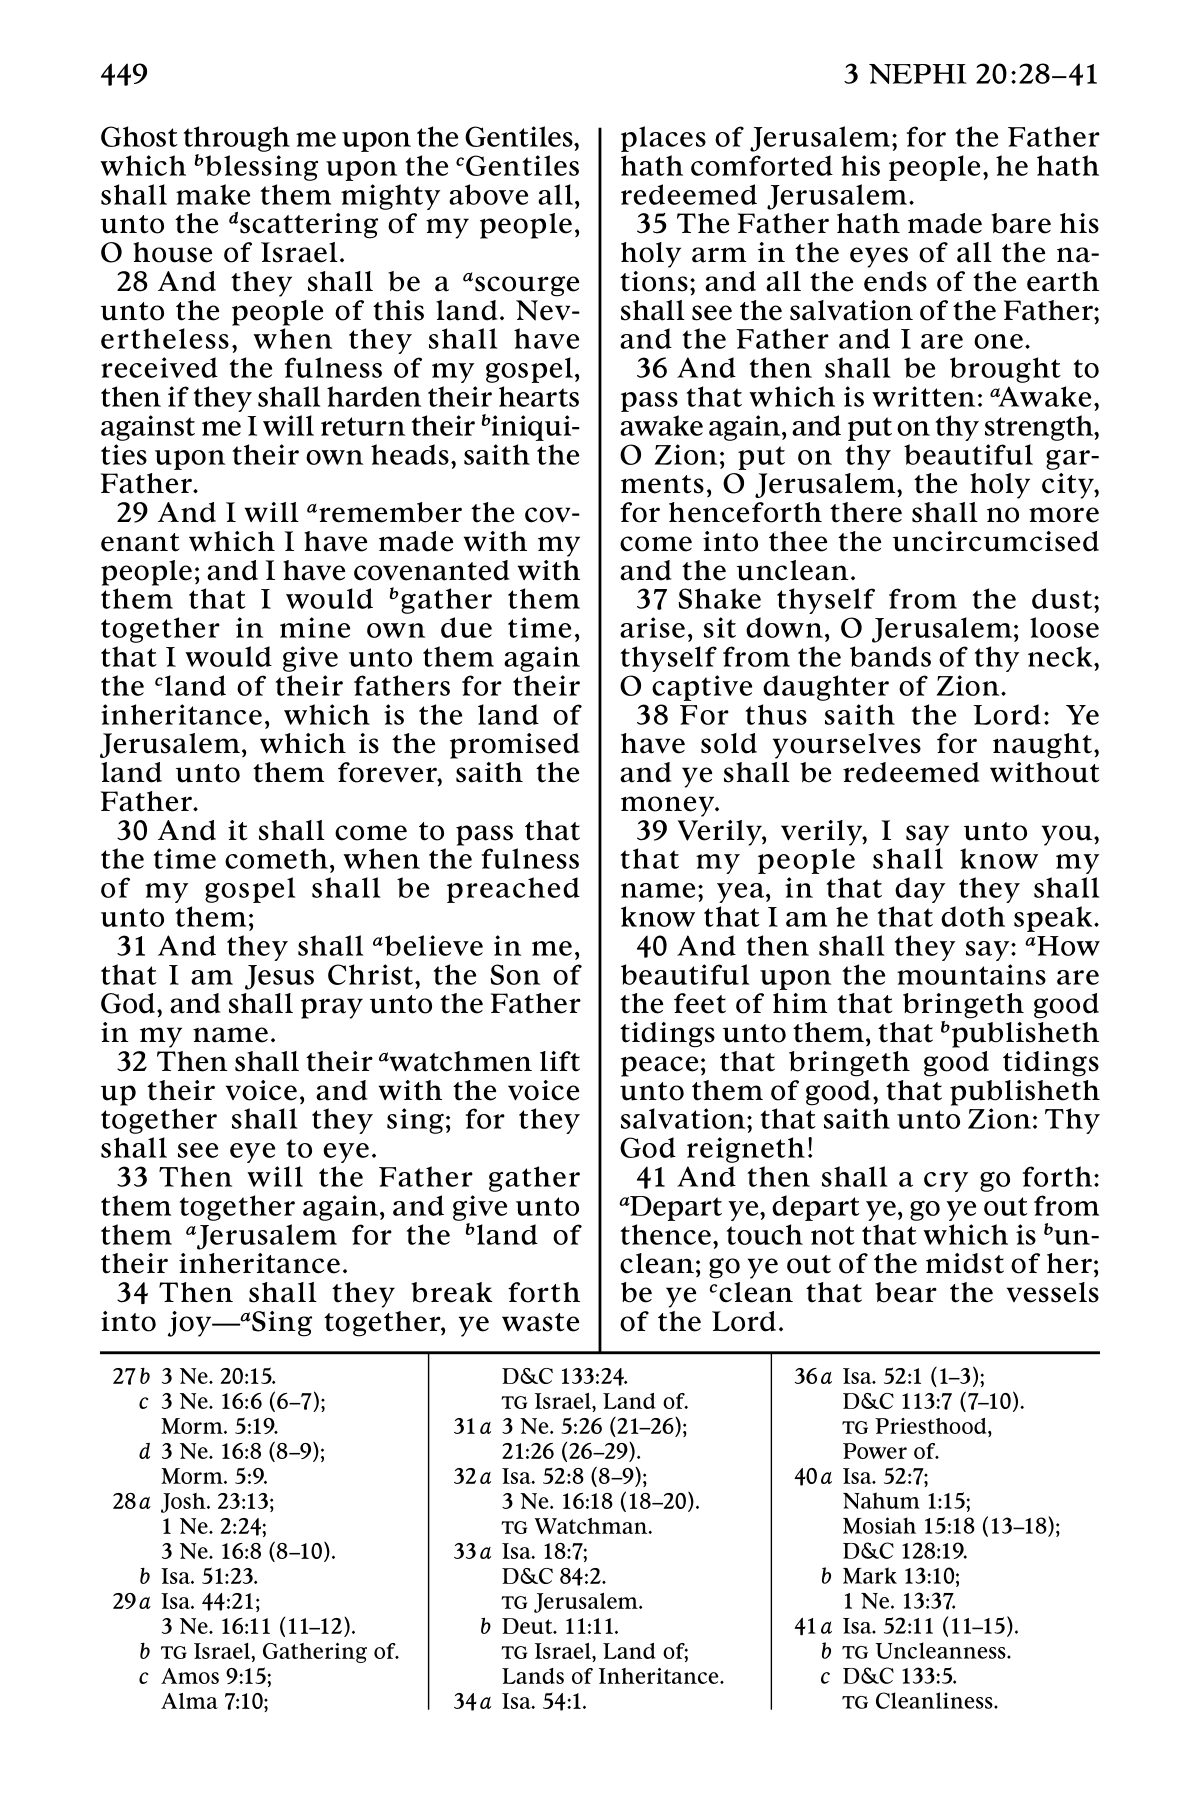 449
3 NEPHI 20:28–41
Ghost through me upon the Gentiles,
which bblessing upon the cGentiles
shall make them mighty above all,
unto the dscattering of my people,
O house of Israel.
28 And they shall be a ascourge
unto the people of this land. Nev-
ertheless, when they shall have
received the fulness of my gospel,
then if they shall harden their hearts
against me I will return their biniqui-
ties upon their own heads, saith the
Father.
29 And I will aremember the cov-
enant which I have made with my
people; and I have covenanted with
them that I would bgather them
together in mine own due time,
that I would give unto them again
the cland of their fathers for their
inheritance, which is the land of
Jerusalem, which is the promised
land unto them forever, saith the
Father.
30 And it shall come to pass that
the time cometh, when the fulness
of my gospel shall be preached
unto them;
31 And they shall abelieve in me,
that I am Jesus Christ, the Son of
God, and shall pray unto the Father
in my name.
32 Then shall their awatchmen lift
up their voice, and with the voice
together shall they sing; for they
shall see eye to eye.
33 Then will the Father gather
them together again, and give unto
them aJerusalem for the bland of
their inheritance.
34 Then shall they break forth
into joy—aSing together, ye waste
places of Jerusalem; for the Father
hath comforted his people, he hath
redeemed Jerusalem.
35 The Father hath made bare his
holy arm in the eyes of all the na-
tions; and all the ends of the earth
shall see the salvation of the Father;
and the Father and I are one.
36 And then shall be brought to
pass that which is written: aAwake,
awake again, and put on thy strength,
O Zion; put on thy beautiful gar-
ments, O Jerusalem, the holy city,
for henceforth there shall no more
come into thee the uncircumcised
and the unclean.
37 Shake thyself from the dust;
arise, sit down, O Jerusalem; loose
thyself from the bands of thy neck,
O captive daughter of Zion.
38 For thus saith the Lord: Ye
have sold yourselves for naught,
and ye shall be redeemed without
money.
39 Verily, verily, I say unto you,
that my people shall know my
name; yea, in that day they shall
know that I am he that doth speak.
40 And then shall they say: aHow
beautiful upon the mountains are
the feet of him that bringeth good
tidings unto them, that bpublisheth
peace; that bringeth good tidings
unto them of good, that publisheth
salvation; that saith unto Zion: Thy
God reigneth!
41 And then shall a cry go forth:
aDepart ye, depart ye, go ye out from
thence, touch not that which is bun-
clean; go ye out of the midst of her;
be ye cclean that bear the vessels
of the Lord.
27b 3 Ne. 20:15.
c 3 Ne. 16:6 (6–7);
Morm. 5:19.
d 3 Ne. 16:8 (8–9);
Morm. 5:9.
28a Josh. 23:13;
1 Ne. 2:24;
3 Ne. 16:8 (8–10).
b Isa. 51:23.
29a Isa. 44:21;
3 Ne. 16:11 (11–12).
b TG Israel, Gathering of.
c Amos 9:15;
Alma 7:10;
D&C 133:24.
TG Israel, Land of.
31a 3 Ne. 5:26 (21–26);
21:26 (26–29).
32a Isa. 52:8 (8–9);
3 Ne. 16:18 (18–20).
TG Watchman.
33a Isa. 18:7;
D&C 84:2.
TG Jerusalem.
b Deut. 11:11.
TG Israel, Land of;
Lands of Inheritance.
34a Isa. 54:1.
36a Isa. 52:1 (1–3);
D&C 113:7 (7–10).
TG Priesthood,
Power of.
40a Isa. 52:7;
Nahum 1:15;
Mosiah 15:18 (13–18);
D&C 128:19.
b Mark 13:10;
1 Ne. 13:37.
41a Isa. 52:11 (11–15).
b TG Uncleanness.
c D&C 133:5.
TG Cleanliness.